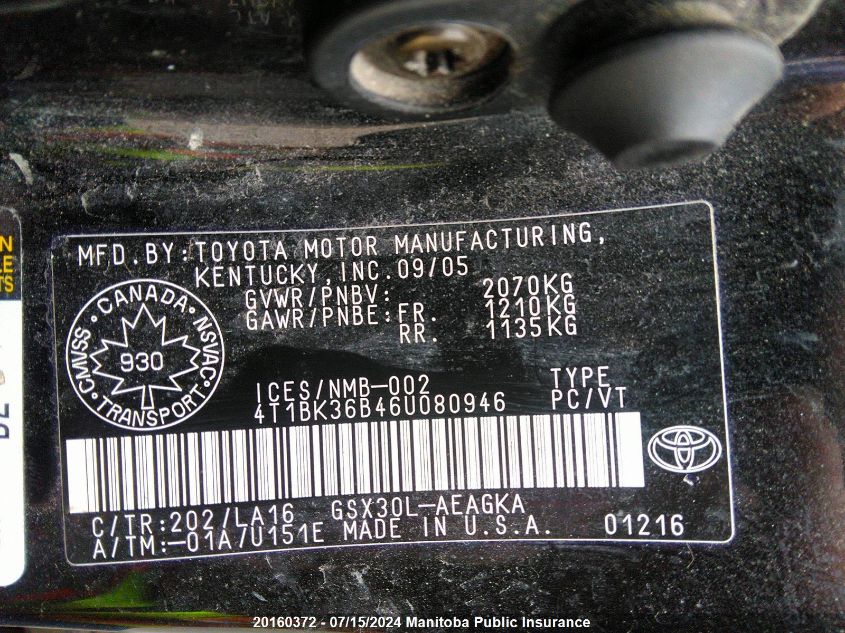 MFD.BY:TOYOTA MOTOR MANUFACTURING,
KENTUCKY,INC.09/05
GVWR/PNBV: 2070KG
GAWR/PNBE:FR. 1210KG
RR. 1135KG
CANADA
CMVSS NSVAC
930
TRANSPORT
ICES/NMB-002 TYPE
4T1BK36B46U080946 PC/VT
C/TR:202/LA16 GSX30L-AEAGKA
A/TM:-01A/U151E MADE IN U.S.A. 01216
20160372 - 07/15/2024 Manitoba Public Insurance